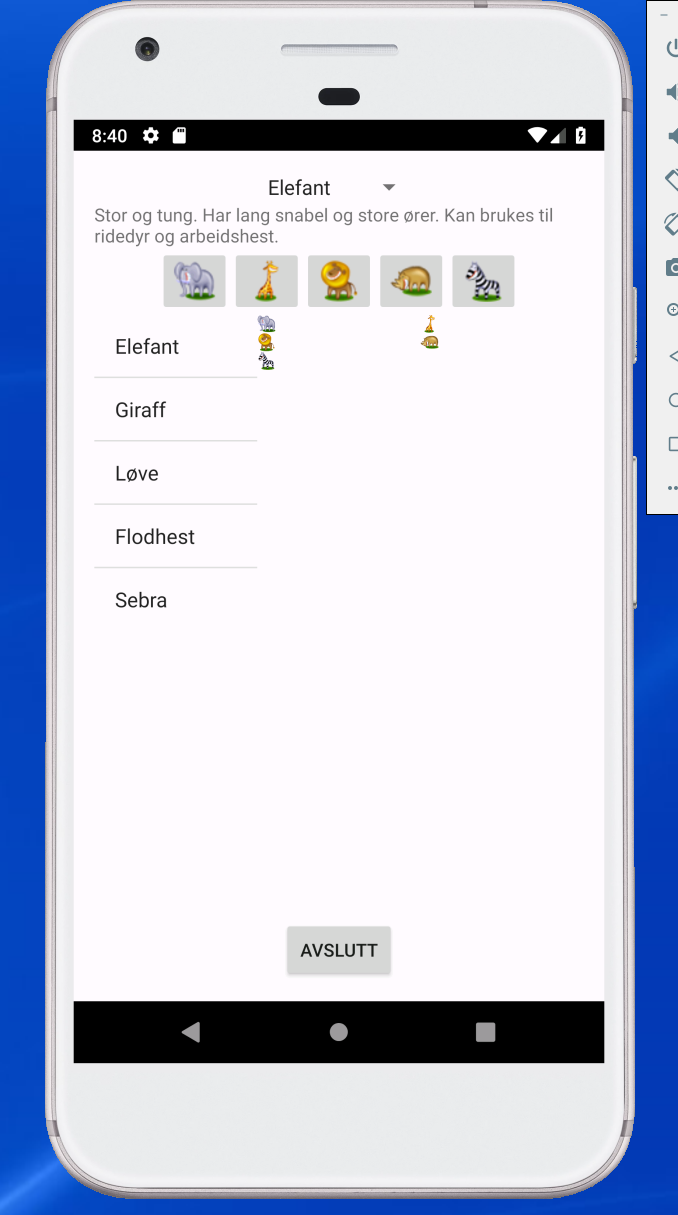 8:40
Elefant
Stor og tung. Har lang snabel og store ører. Kan brukes til
ridedyr og arbeidshest.
Elefant
Giraff
Løve
Flodhest
Sebra
AVSLUTT